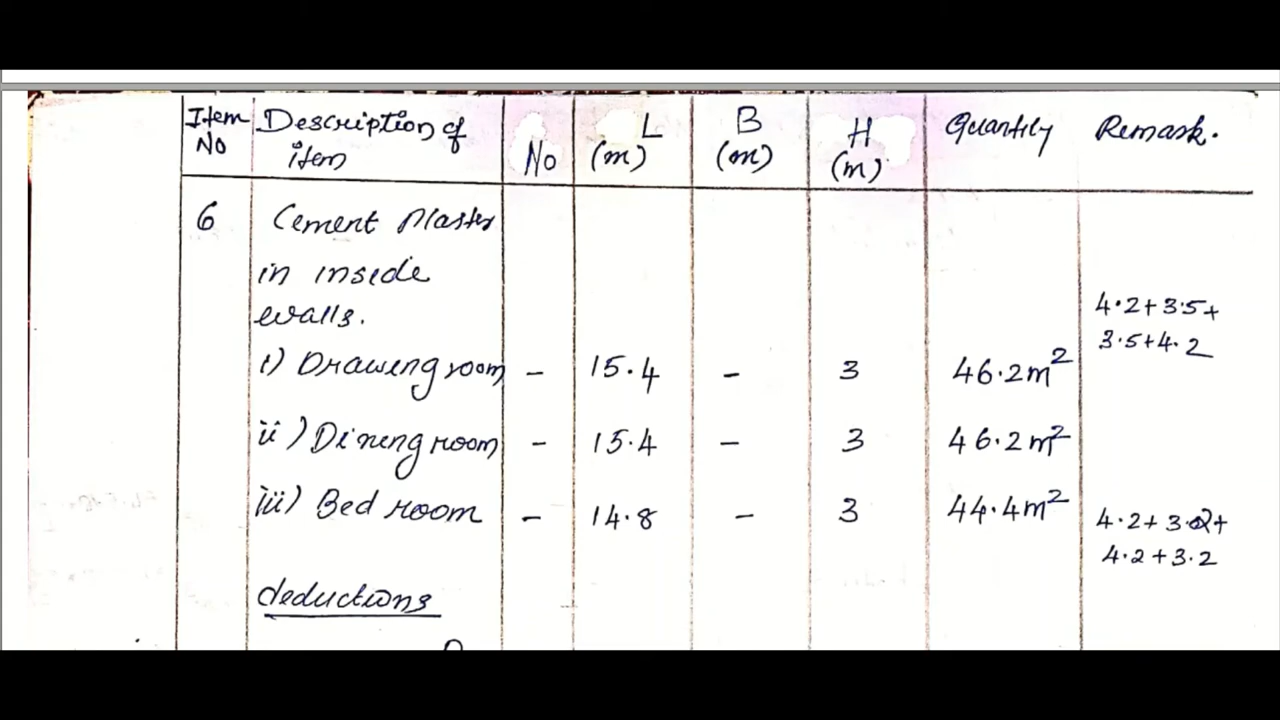 Item Description of No L B H Quantity Remark.
No item (m) (m) (m)
6 Cement Plaster
in inside
walls.
4.2+3.5+
3.5+4.2
i) Drawing room - 15.4 - 3 46.2m²
ii) Dining room - 15.4 - 3 46.2m²
iii) Bed room - 14.8 - 3 44.4m²
4.2+3.2+
4.2+3.2
deductions